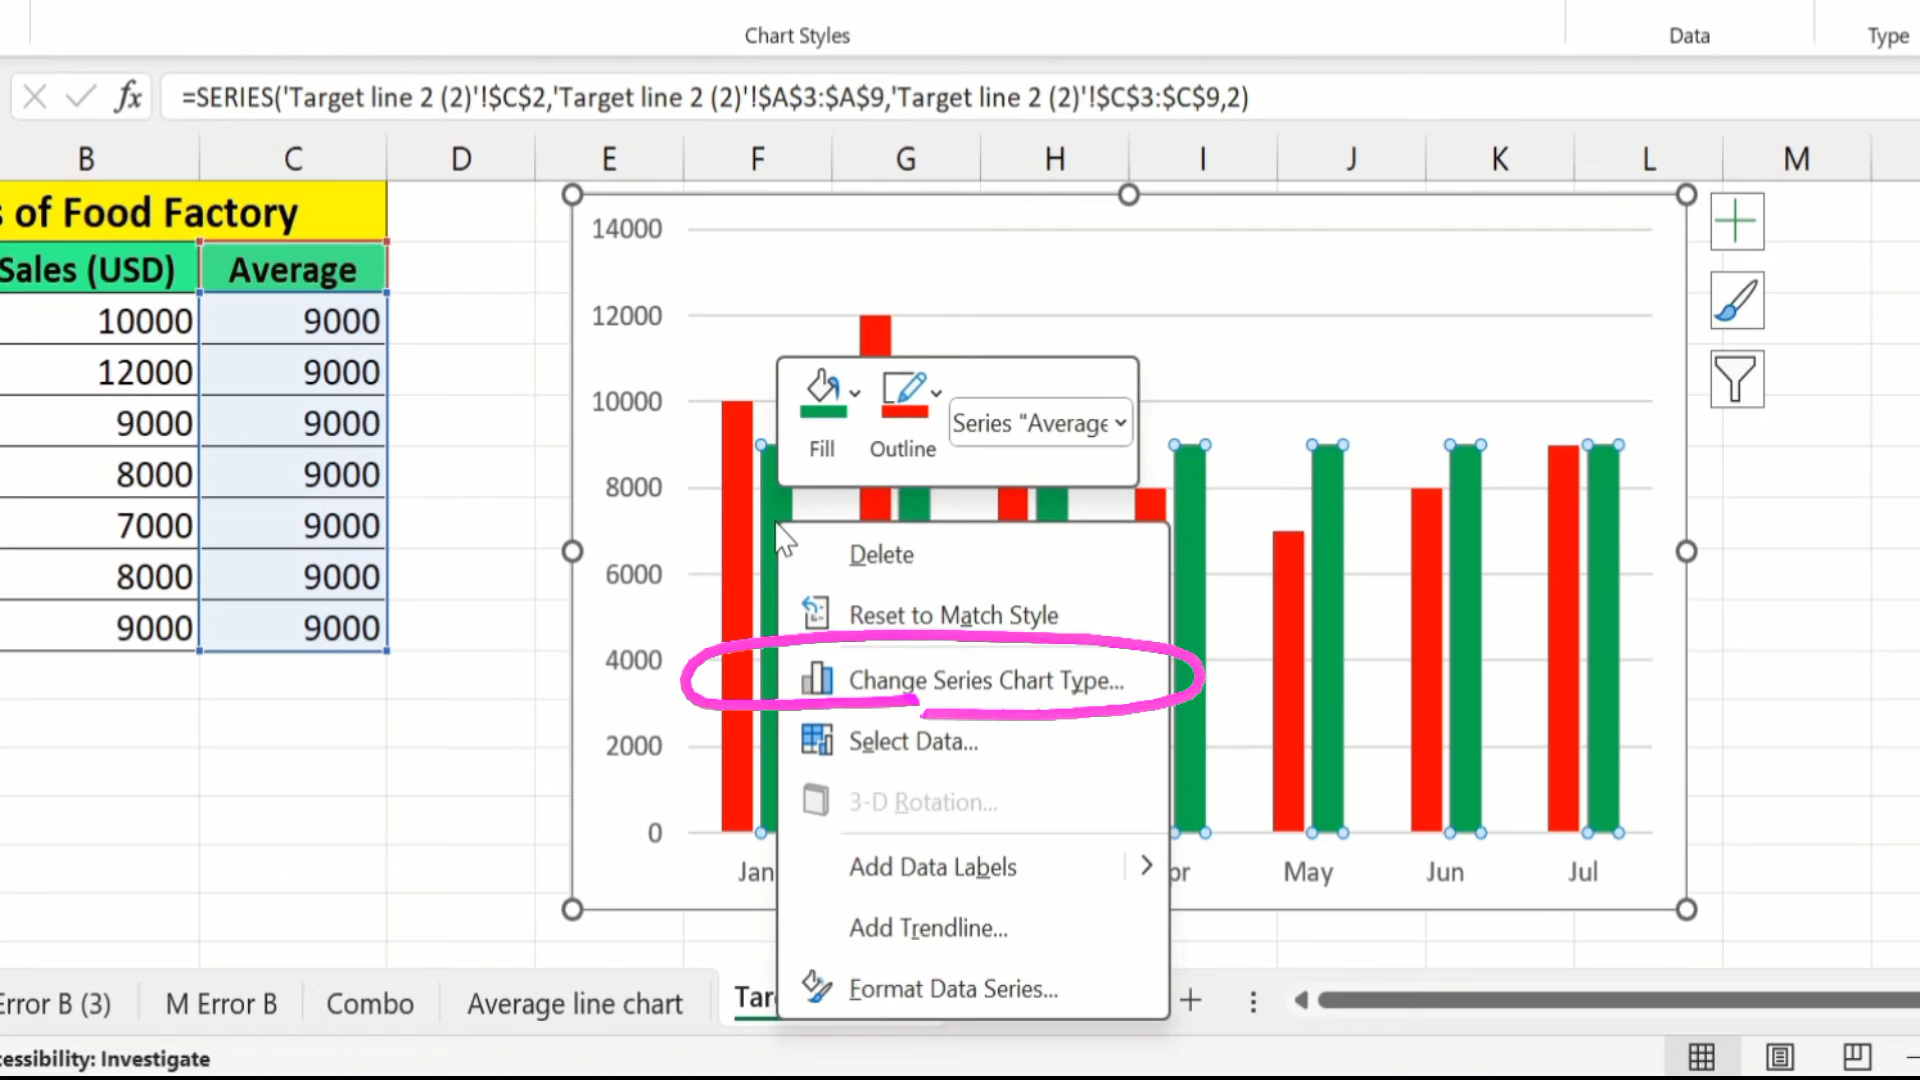 Chart Styles
Data
Type
fx
=SERIES('Target line 2 (2)'!$C$2,'Target line 2 (2)'!$A$3:$A$9,'Target line 2 (2)'!$C$3:$C$9,2)
B C D E F G H I J K L M
s of Food Factory
Sales (USD) Average
10000 9000
12000 9000
9000 9000
8000 9000
7000 9000
8000 9000
9000 9000
14000
12000
10000
8000
6000
4000
2000
0
Jan
pr
May
Jun
Jul
Fill
Outline
Series "Average
Delete
Reset to Match Style
Change Series Chart Type...
Select Data...
3-D Rotation...
Add Data Labels
Add Trendline...
Format Data Series...
Error B (3)
M Error B
Combo
Average line chart
Tar
cessibility: Investigate